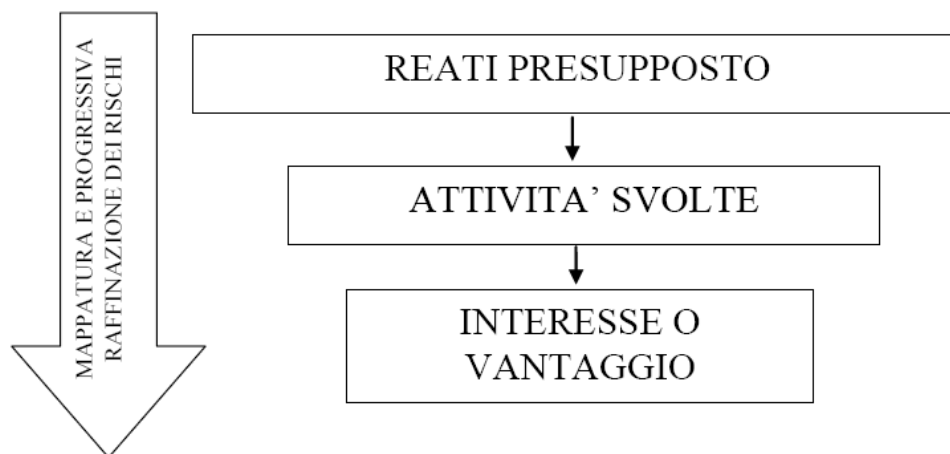 MAPPATURA E PROGRESSIVA
RAFFINAZIONE DEI RISCHI
REATI PRESUPPOSTO
ATTIVITA’ SVOLTE
INTERESSE O
VANTAGGIO